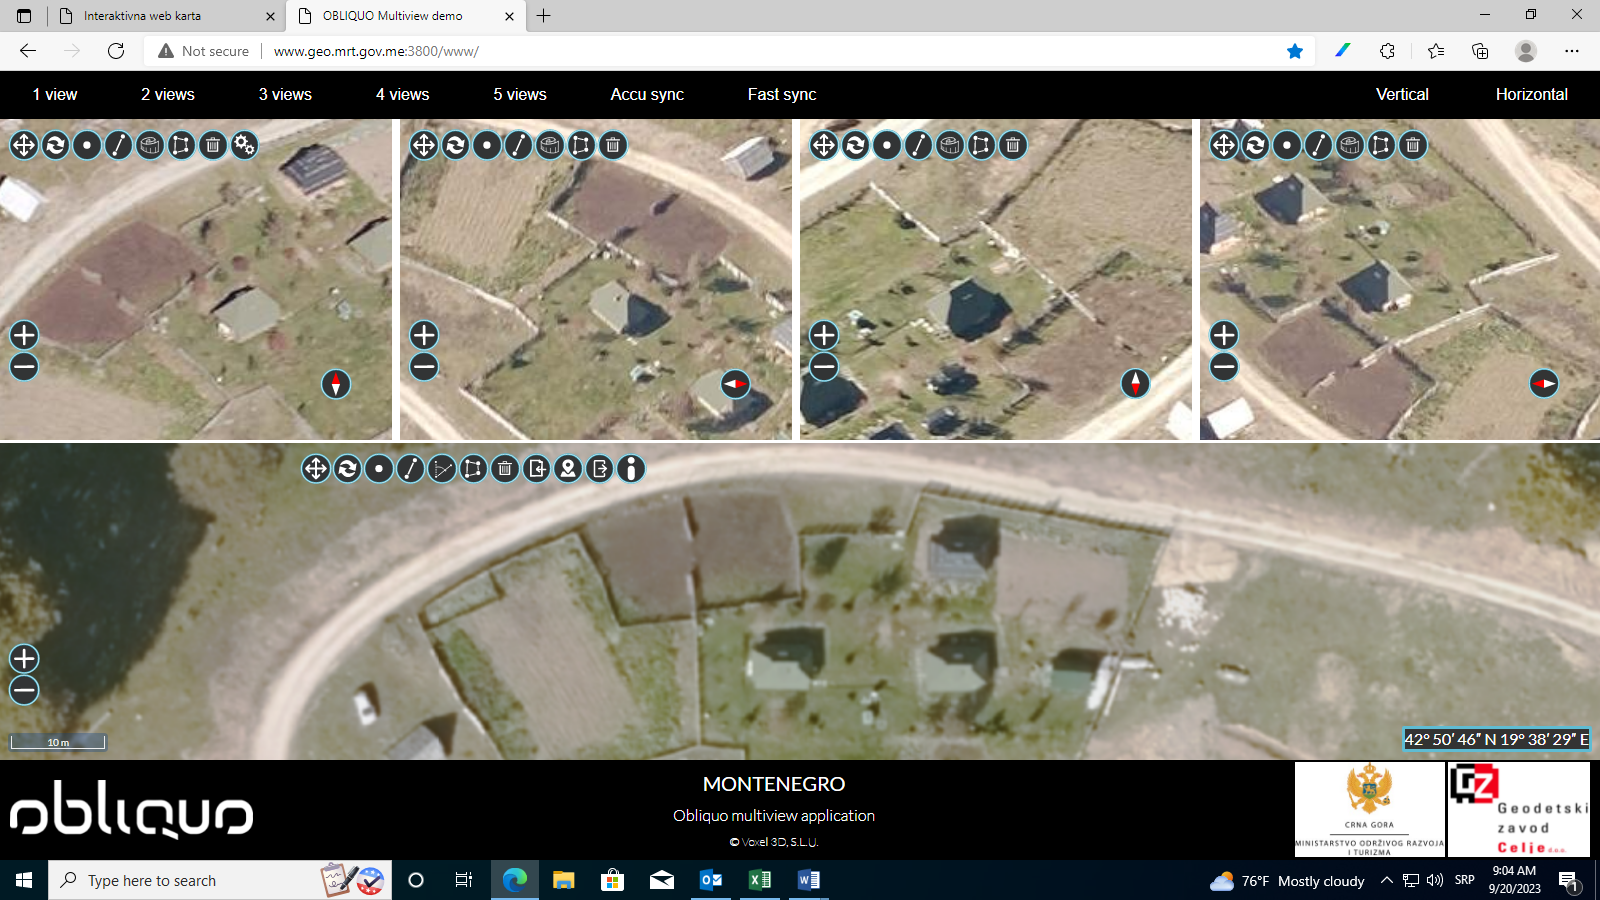 Interaktivna web karta
OBLIQUO Multiview demo
Not secure
www.geo.mrt.gov.me:3800/www/
1 view 2 views 3 views 4 views 5 views Accu sync Fast sync Vertical Horizontal
10 m
42° 50′ 46″ N 19° 38′ 29″ E
obliquo
MONTENEGRO
Obliquo multiview application
© Voxel 3D, S.L.U.
CRNA GORA
MINISTARSTVO ODRŽIVOG RAZVOJA
I TURIZMA
GZ
Geodetski
zavod
Celje d.o.o.
Type here to search
76°F Mostly cloudy
SRP
9:04 AM
9/20/2023
1